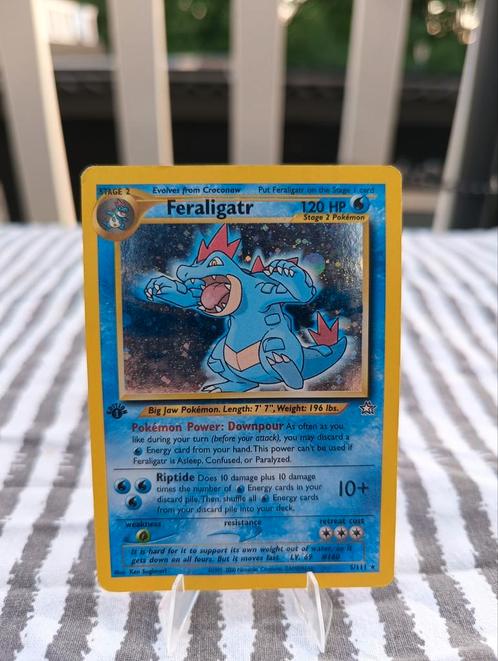 STAGE 2 Evolves from Croconaw Put Feraligatr on the Stage 1 card
Feraligatr 120 HP
Stage 2 Pokémon
EDITION
1
Big Jaw Pokémon. Length: 7' 7", Weight: 196 lbs.
Pokémon Power: Downpour As often as you
like during your turn (before your attack), you may discard a
Energy card from your hand. This power can't be used if
Feraligatr is Asleep, Confused, or Paralyzed.
Riptide Does 10 damage plus 10 damage
times the number of Energy cards in your
discard pile. Then, shuffle all Energy cards
from your discard pile into your deck.
10+
weakness resistance retreat cost
It is hard for it to support its own weight out of water, so it
gets down on all fours. But it moves fast. LV. 69 #160
Illus. Ken Sugimori
5/111